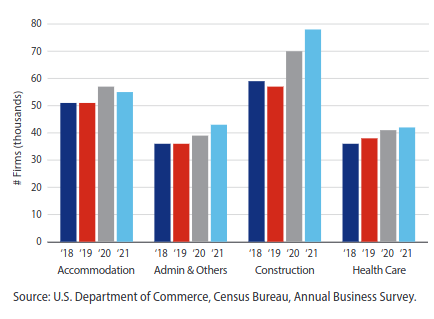 # Firms (thousands)
80
70
60
50
40
30
20
10
0
‘18 ‘19 ‘20 ‘21 ‘18 ‘19 ‘20 ‘21 ‘18 ‘19 ‘20 ‘21 ‘18 ‘19 ‘20 ‘21
Accommodation Admin & Others Construction Health Care
Source: U.S. Department of Commerce, Census Bureau, Annual Business Survey.